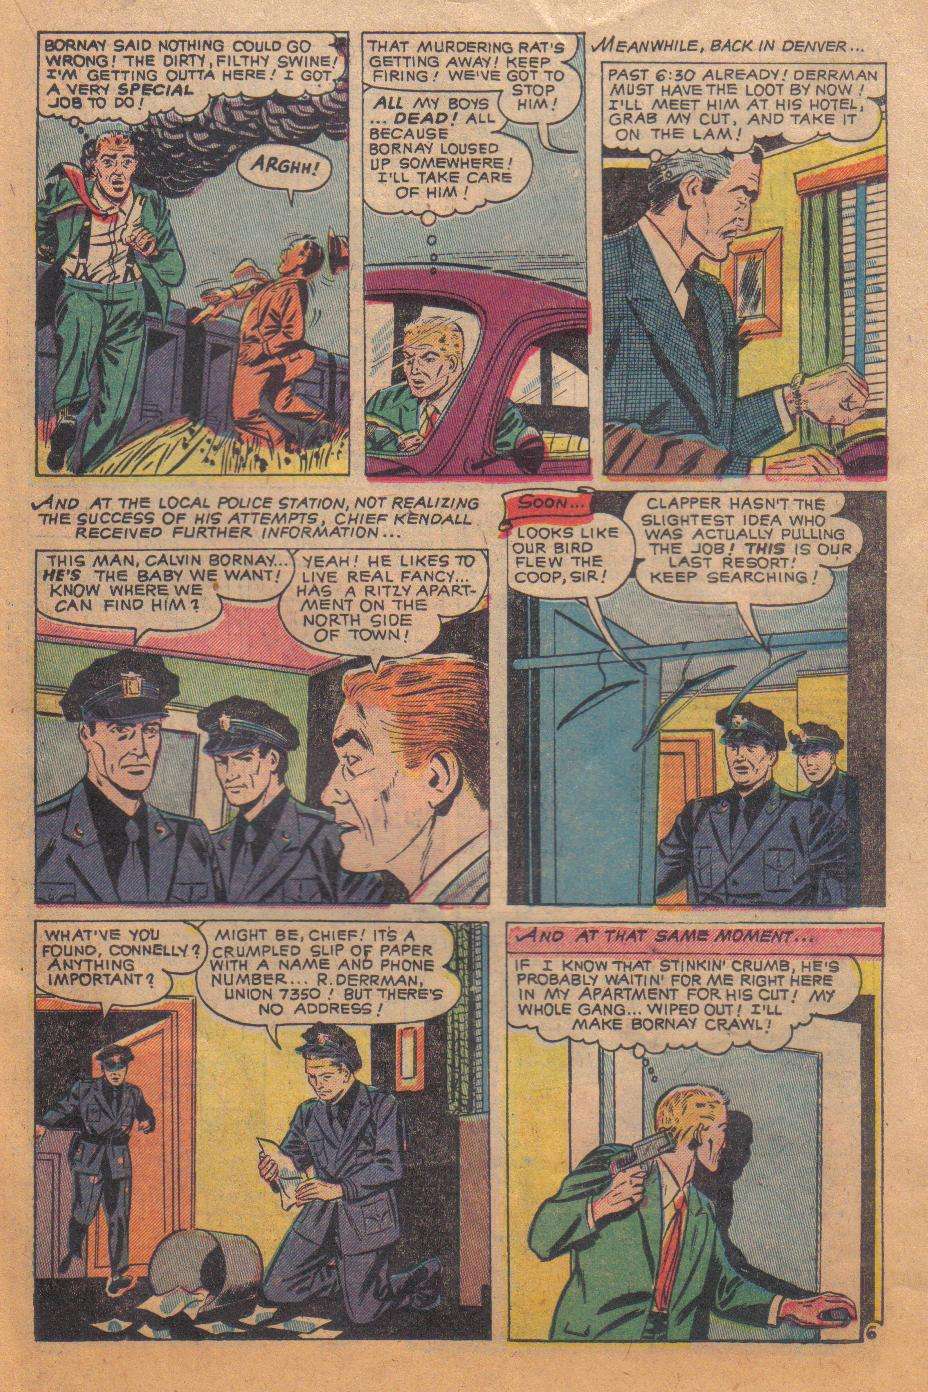 BORNAY SAID NOTHING COULD GO
WRONG! THE DIRTY, FILTHY SWINE!
I'M GETTING OUTTA HERE! I GOT
A VERY SPECIAL
JOB TO DO!
ARGHH!
THAT MURDERING RAT'S
GETTING AWAY! KEEP
FIRING! WE'VE GOT TO
STOP
HIM!
ALL MY BOYS
... DEAD! ALL
BECAUSE
BORNAY LOUSED
UP SOMEWHERE!
I'LL TAKE CARE
OF HIM!
MEANWHILE, BACK IN DENVER...
PAST 6:30 ALREADY! DERRMAN
MUST HAVE THE LOOT BY NOW!
I'LL MEET HIM AT HIS HOTEL,
GRAB MY CUT, AND TAKE IT
ON THE LAM!
AND AT THE LOCAL POLICE STATION, NOT REALIZING
THE SUCCESS OF HIS ATTEMPTS, CHIEF KENDALL
RECEIVED FURTHER INFORMATION...
THIS MAN, CALVIN BORNAY...
HE'S THE BABY WE WANT!
KNOW WHERE WE
CAN FIND HIM?
YEAH! HE LIKES TO
LIVE REAL FANCY...
HAS A RITZY APART-
MENT ON THE
NORTH SIDE
OF TOWN!
SOON...
LOOKS LIKE
OUR BIRD
FLEW THE
COOP, SIR!
CLAPPER HASN'T THE
SLIGHTEST IDEA WHO
WAS ACTUALLY PULLING
THE JOB! THIS IS OUR
LAST RESORT!
KEEP SEARCHING!
WHAT'VE YOU
FOUND, CONNELLY?
ANYTHING
IMPORTANT?
MIGHT BE, CHIEF! IT'S A
CRUMPLED SLIP OF PAPER
WITH A NAME AND PHONE
NUMBER... R. DERRMAN,
UNION 7350! BUT THERE'S
NO ADDRESS!
AND AT THAT SAME MOMENT...
IF I KNOW THAT STINKIN' CRUMB, HE'S
PROBABLY WAITIN' FOR ME RIGHT HERE
IN MY APARTMENT FOR HIS CUT! MY
WHOLE GANG... WIPED OUT! I'LL
MAKE BORNAY CRAWL!
6